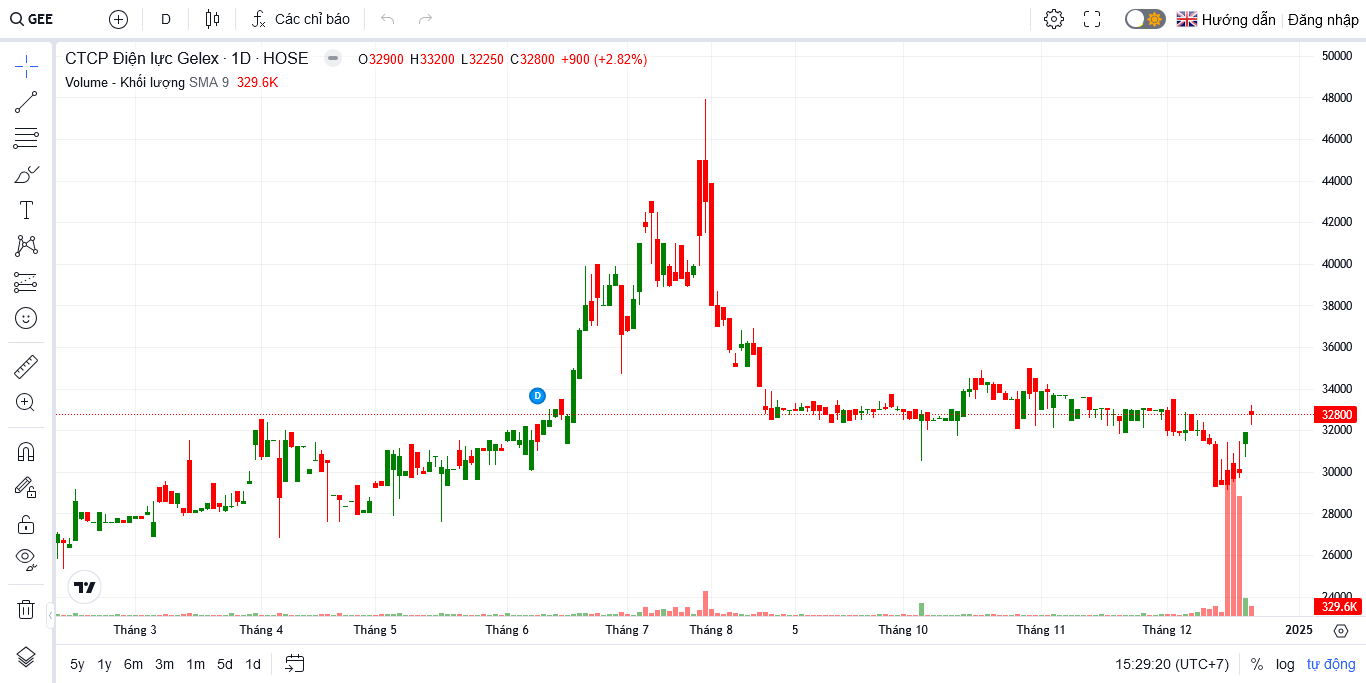 GEE
D
Các chỉ báo
Hướng dẫn
Đăng nhập
CTCP Điện lực Gelex · 1D · HOSE
O32900 H33200 L32250 C32800 +900 (+2.82%)
Volume - Khối lượng SMA 9 329.6K
D
50000
48000
46000
44000
42000
40000
38000
36000
34000
32800
32000
30000
28000
26000
24000
329.6K
Tháng 3
Tháng 4
Tháng 5
Tháng 6
Tháng 7
Tháng 8
5
Tháng 10
Tháng 11
Tháng 12
2025
5y 1y 6m 3m 1m 5d 1d
15:29:20 (UTC+7)
% log tự động